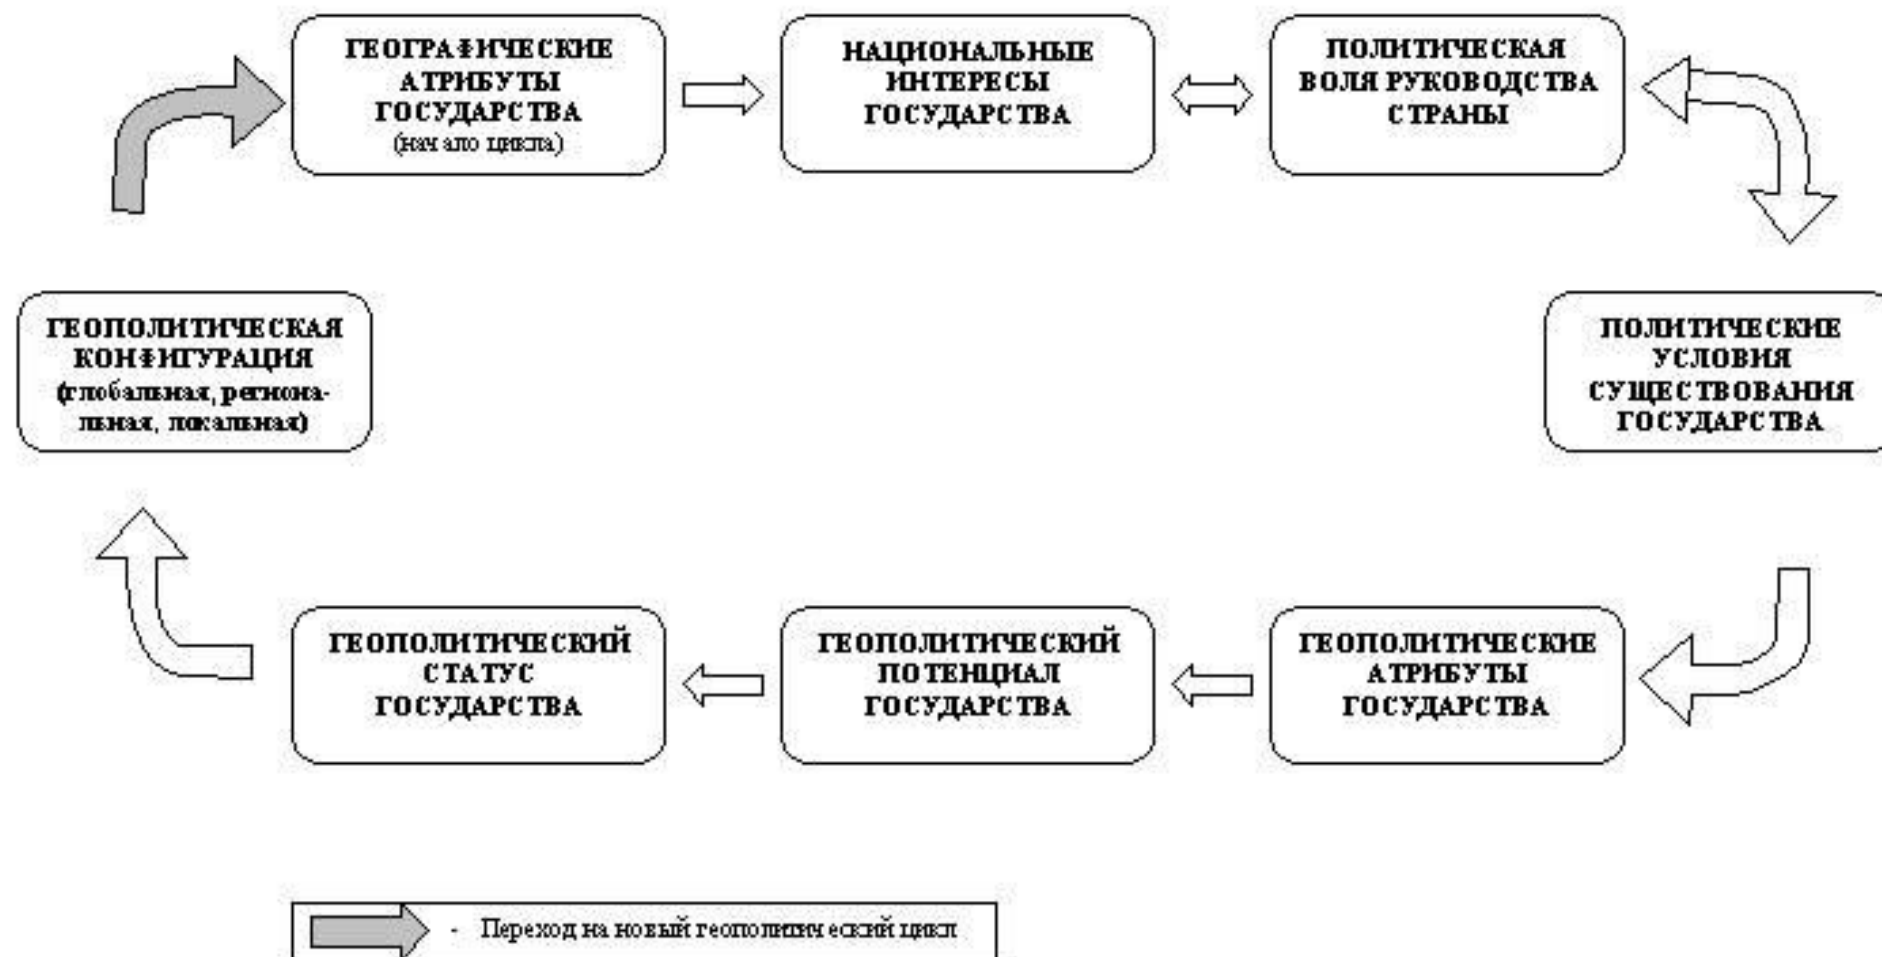 ГЕОГРАФИЧЕСКИЕ
АТРИБУТЫ
ГОСУДАРСТВА
(начало цикла)
НАЦИОНАЛЬНЫЕ
ИНТЕРЕСЫ
ГОСУДАРСТВА
ПОЛИТИЧЕСКАЯ
ВОЛЯ РУКОВОДСТВА
СТРАНЫ
ГЕОПОЛИТИЧЕСКАЯ
КОНФИГУРАЦИЯ
(глобальная, региона-
льная, локальная)
ПОЛИТИЧЕСКИЕ
УСЛОВИЯ
СУЩЕСТВОВАНИЯ
ГОСУДАРСТВА
ГЕОПОЛИТИЧЕСКИЙ
СТАТУС
ГОСУДАРСТВА
ГЕОПОЛИТИЧЕСКИЙ
ПОТЕНЦИАЛ
ГОСУДАРСТВА
ГЕОПОЛИТИЧЕСКИЕ
АТРИБУТЫ
ГОСУДАРСТВА
- Переход на новый геополитический цикл